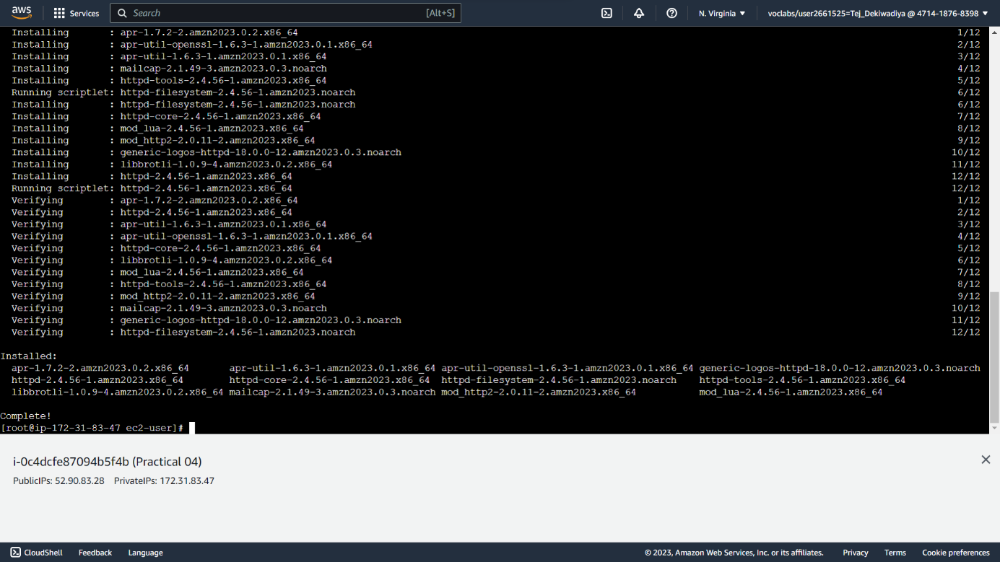 aws Services Search [Alt+S] N. Virginia voclabs/user2661525=Tej_Dekiwadiya @ 4714-1876-8398
Installing : apr-1.7.2-2.amzn2023.0.2.x86_64 1/12
Installing : apr-util-openssl-1.6.3-1.amzn2023.0.1.x86_64 2/12
Installing : apr-util-1.6.3-1.amzn2023.0.1.x86_64 3/12
Installing : mailcap-2.1.49-3.amzn2023.0.3.noarch 4/12
Installing : httpd-tools-2.4.56-1.amzn2023.x86_64 5/12
Running scriptlet: httpd-filesystem-2.4.56-1.amzn2023.noarch 6/12
Installing : httpd-filesystem-2.4.56-1.amzn2023.noarch 6/12
Installing : httpd-core-2.4.56-1.amzn2023.x86_64 7/12
Installing : mod_lua-2.4.56-1.amzn2023.x86_64 8/12
Installing : mod_http2-2.0.11-2.amzn2023.x86_64 9/12
Installing : generic-logos-httpd-18.0.0-12.amzn2023.0.3.noarch 10/12
Installing : libbrotli-1.0.9-4.amzn2023.0.2.x86_64 11/12
Installing : httpd-2.4.56-1.amzn2023.x86_64 12/12
Running scriptlet: httpd-2.4.56-1.amzn2023.x86_64 12/12
Verifying : apr-1.7.2-2.amzn2023.0.2.x86_64 1/12
Verifying : httpd-2.4.56-1.amzn2023.x86_64 2/12
Verifying : apr-util-1.6.3-1.amzn2023.0.1.x86_64 3/12
Verifying : apr-util-openssl-1.6.3-1.amzn2023.0.1.x86_64 4/12
Verifying : httpd-core-2.4.56-1.amzn2023.x86_64 5/12
Verifying : libbrotli-1.0.9-4.amzn2023.0.2.x86_64 6/12
Verifying : mod_lua-2.4.56-1.amzn2023.x86_64 7/12
Verifying : httpd-tools-2.4.56-1.amzn2023.x86_64 8/12
Verifying : mod_http2-2.0.11-2.amzn2023.x86_64 9/12
Verifying : mailcap-2.1.49-3.amzn2023.0.3.noarch 10/12
Verifying : generic-logos-httpd-18.0.0-12.amzn2023.0.3.noarch 11/12
Verifying : httpd-filesystem-2.4.56-1.amzn2023.noarch 12/12
Installed:
apr-1.7.2-2.amzn2023.0.2.x86_64 apr-util-1.6.3-1.amzn2023.0.1.x86_64 apr-util-openssl-1.6.3-1.amzn2023.0.1.x86_64 generic-logos-httpd-18.0.0-12.amzn2023.0.3.noarch
httpd-2.4.56-1.amzn2023.x86_64 httpd-core-2.4.56-1.amzn2023.x86_64 httpd-filesystem-2.4.56-1.amzn2023.noarch httpd-tools-2.4.56-1.amzn2023.x86_64
libbrotli-1.0.9-4.amzn2023.0.2.x86_64 mailcap-2.1.49-3.amzn2023.0.3.noarch mod_http2-2.0.11-2.amzn2023.x86_64 mod_lua-2.4.56-1.amzn2023.x86_64
Complete!
[root@ip-172-31-83-47 ec2-user]#
i-0c4dcfe87094b5f4b (Practical 04)
PublicIPs: 52.90.83.28 PrivateIPs: 172.31.83.47
CloudShell Feedback Language © 2023, Amazon Web Services, Inc. or its affiliates. Privacy Terms Cookie preferences